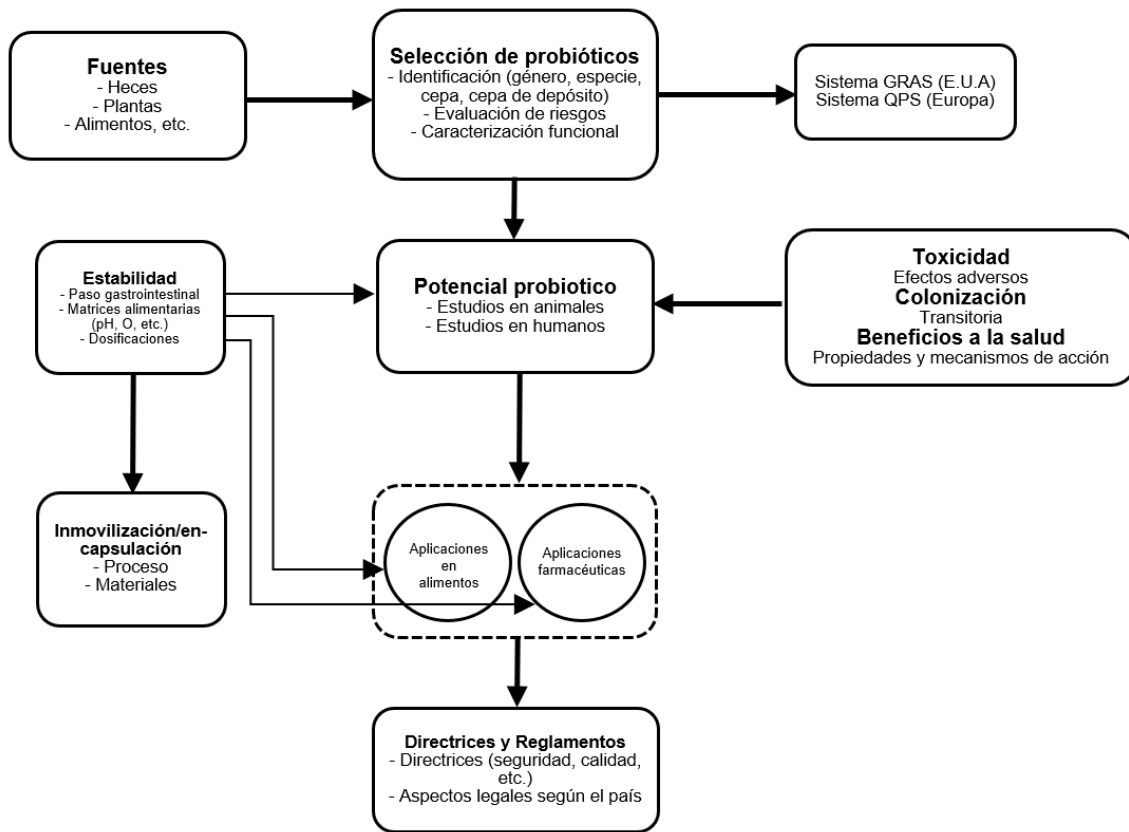 Fuentes
- Heces
- Plantas
- Alimentos, etc.
Selección de probióticos
- Identificación (género, especie,
cepa, cepa de depósito)
- Evaluación de riesgos
- Caracterización funcional
Sistema GRAS (E.U.A)
Sistema QPS (Europa)
Estabilidad
- Paso gastrointestinal
- Matrices alimentarias
(pH, O, etc.)
- Dosificaciones
Potencial probiotico
- Estudios en animales
- Estudios en humanos
Toxicidad
Efectos adversos
Colonización
Transitoria
Beneficios a la salud
Propiedades y mecanismos de acción
Inmovilización/en-
capsulación
- Proceso
- Materiales
Aplicaciones
en
alimentos
Aplicaciones
farmacéuticas
Directrices y Reglamentos
- Directrices (seguridad, calidad,
etc.)
- Aspectos legales según el país